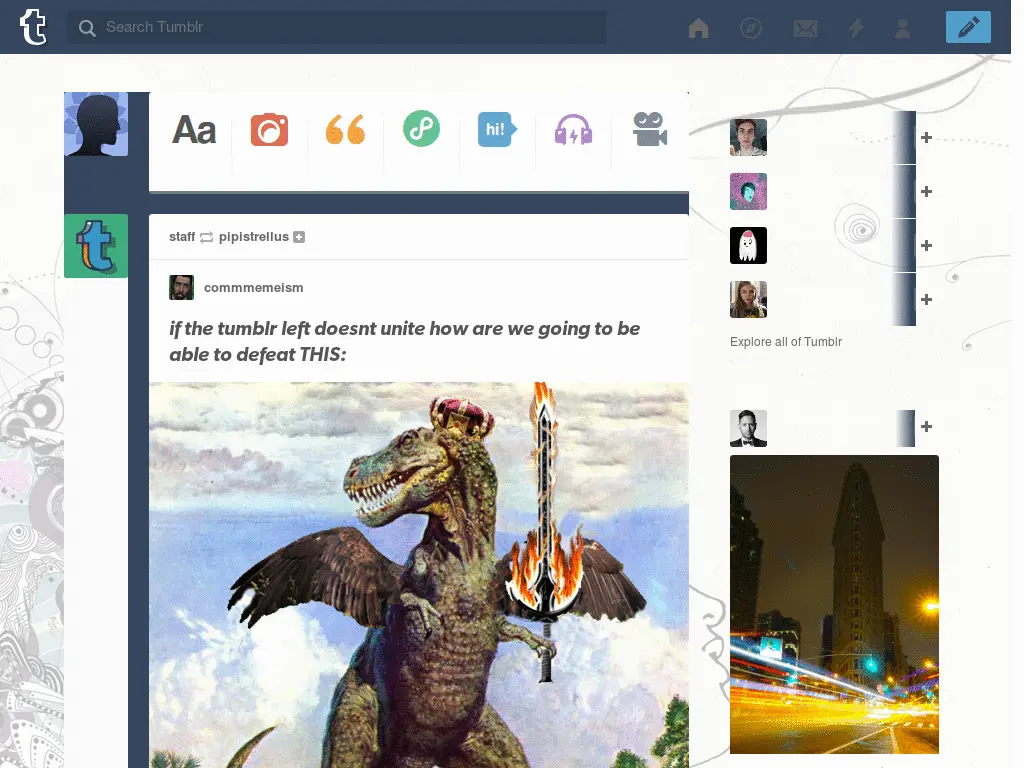 t
Search Tumblr
Aa
hi!
t
staff pipistrellus
commmemeism
if the tumblr left doesnt unite how are we going to be
able to defeat THIS:
Explore all of Tumblr